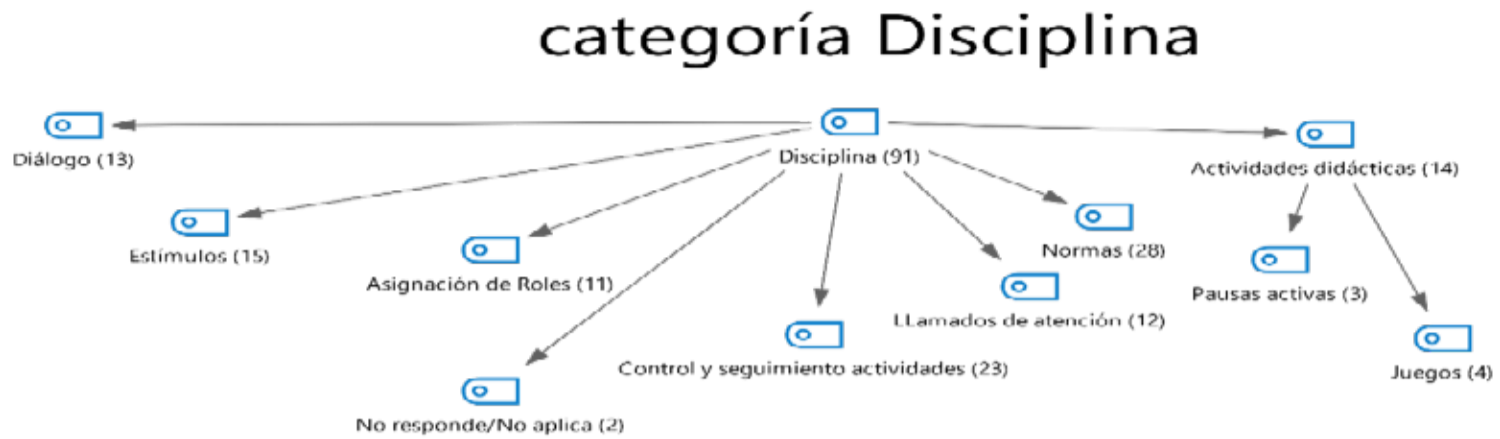 categoría Disciplina
Diálogo (13)
Disciplina (91)
Actividades didácticas (14)
Estímulos (15)
Asignación de Roles (11)
Normas (28)
Pausas activas (3)
LLamados de atención (12)
Control y seguimiento actividades (23)
Juegos (4)
No responde/No aplica (2)